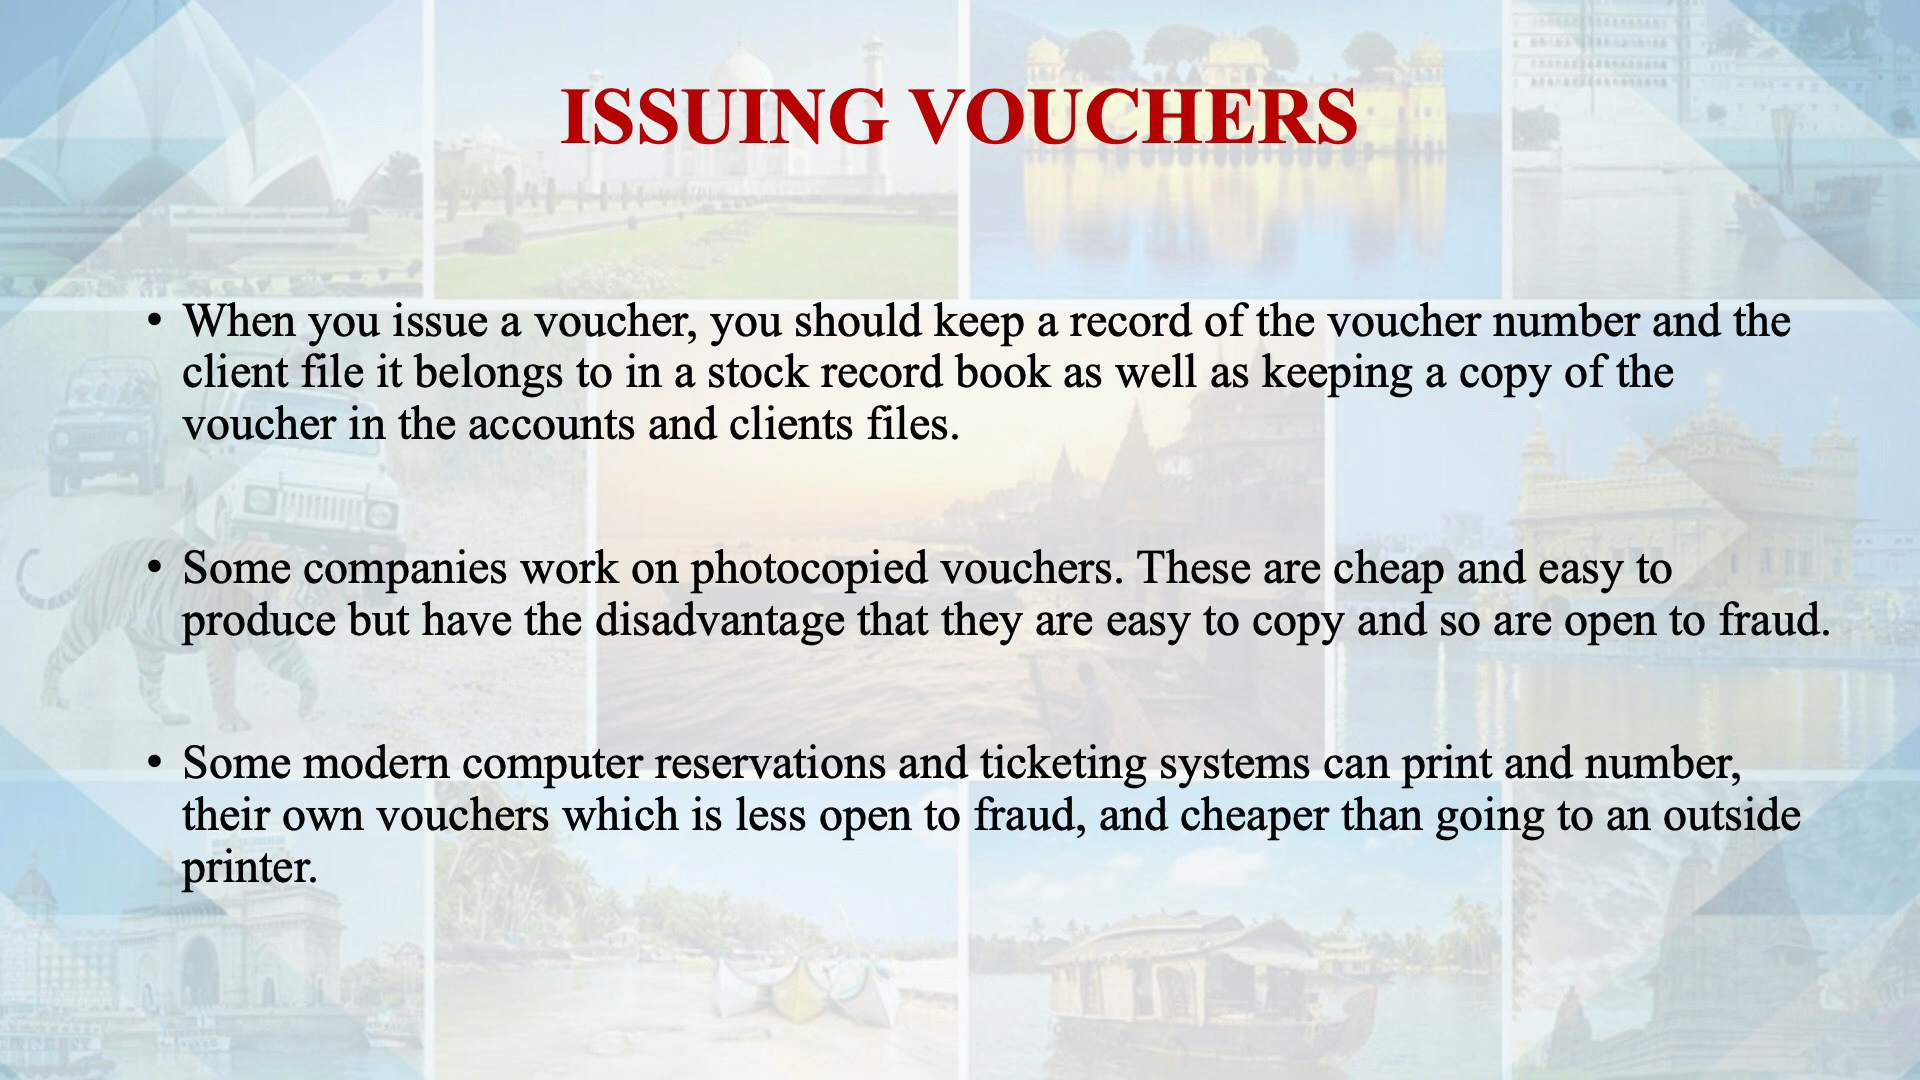 ISSUING VOUCHERS
• When you issue a voucher, you should keep a record of the voucher number and the
client file it belongs to in a stock record book as well as keeping a copy of the
voucher in the accounts and clients files.
• Some companies work on photocopied vouchers. These are cheap and easy to
produce but have the disadvantage that they are easy to copy and so are open to fraud.
• Some modern computer reservations and ticketing systems can print and number,
their own vouchers which is less open to fraud, and cheaper than going to an outside
printer.